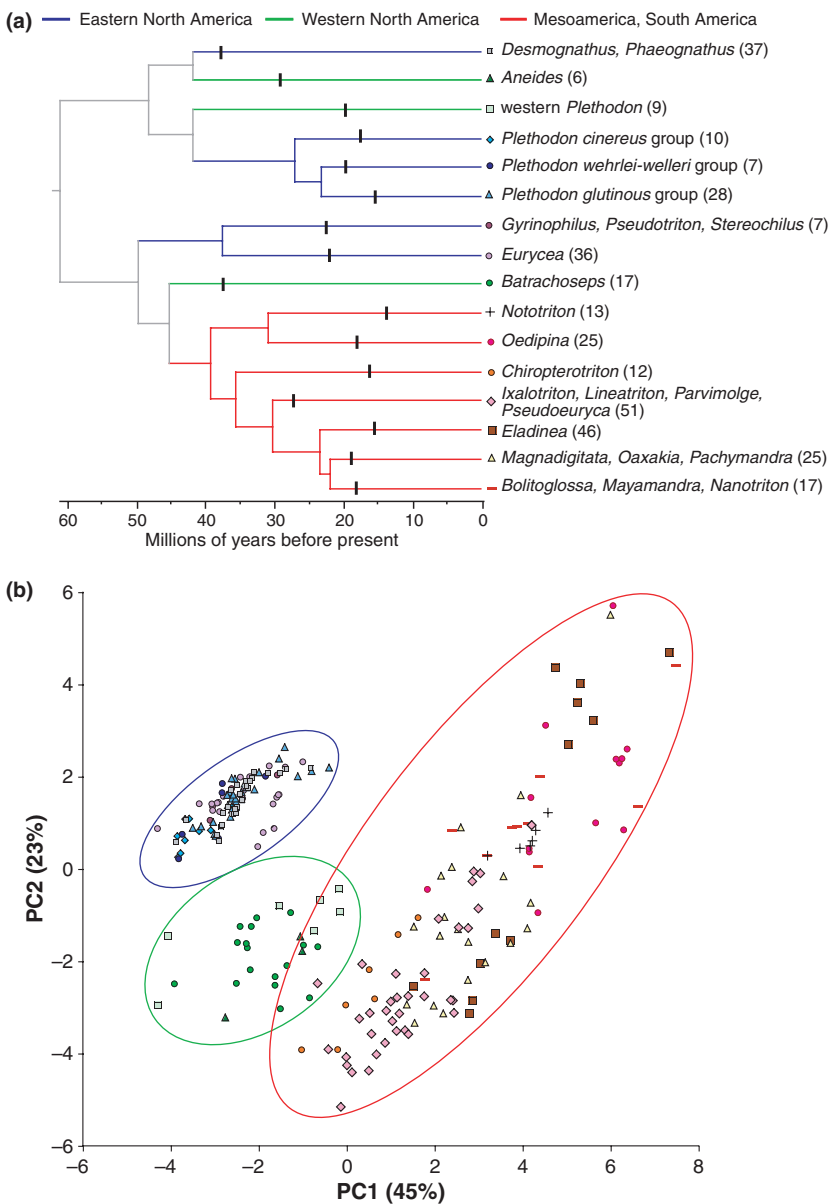 (a) Eastern North America Western North America Mesoamerica, South America
Desmognathus, Phaeognathus (37)
Aneides (6)
western Plethodon (9)
Plethodon cinereus group (10)
Plethodon wehrlei-welleri group (7)
Plethodon glutinous group (28)
Gyrinophilus, Pseudotriton, Stereochilus (7)
Eurycea (36)
Batrachoseps (17)
Nototriton (13)
Oedipina (25)
Chiropterotriton (12)
Ixalotriton, Lineatriton, Parvimolge,
Pseudoeuryca (51)
Eladinea (46)
Magnadigitata, Oaxakia, Pachymandra (25)
Bolitoglossa, Mayamandra, Nanotriton (17)
60 50 40 30 20 10 0
Millions of years before present
(b)
6
4
2
0
−2
−4
−6
PC2 (23%)
−6 −4 −2 0 2 4 6 8
PC1 (45%)